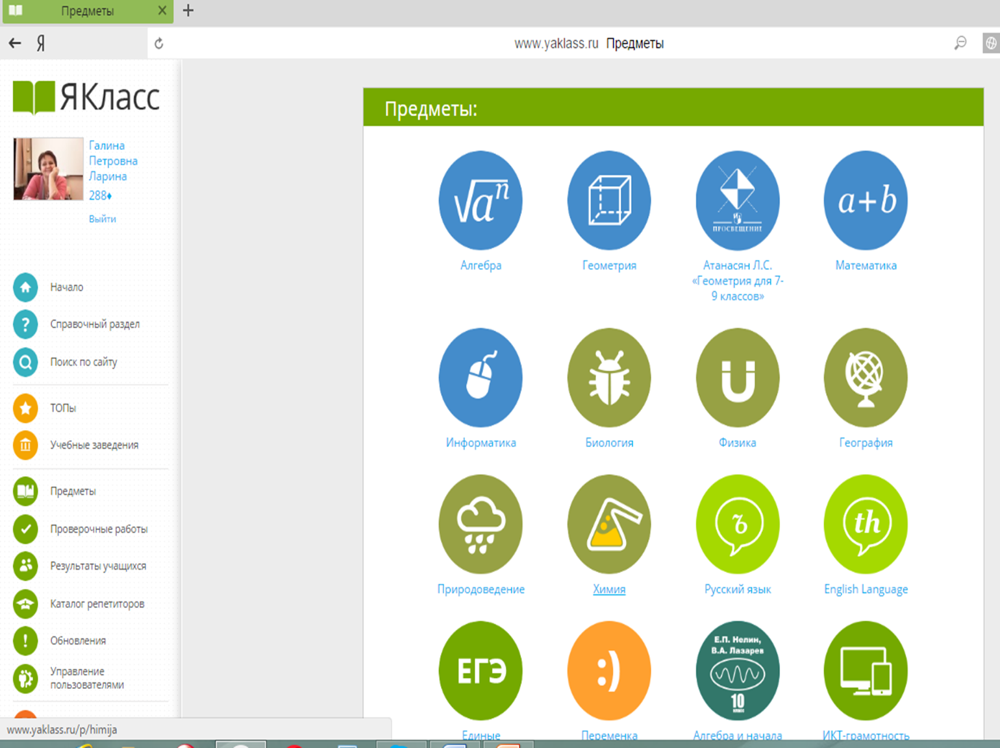 Предметы
Я
www.yaklass.ru Предметы
ЯКласс
Галина
Петровна
Ларина
288
Выйти
Начало
Справочный раздел
Поиск по сайту
ТОПы
Учебные заведения
Предметы
Проверочные работы
Результаты учащихся
Каталог репетиторов
Обновления
Управление
пользователями
www.yaklass.ru/p/himija
Предметы:
√aⁿ
ПРОСВЕЩЕНИЕ
a+b
Алгебра
Геометрия
Атанасян Л.С.
«Геометрия для 7-
9 классов»
Математика
Информатика
Биология
Физика
География
ъ
th
Природоведение
Химия
Русский язык
English Language
ЕГЭ
:)
Е.П. Нелин,
В.А. Лазарев
10
класс
Единые
Переменка
Алгебра и начала
ИКТ-грамотность